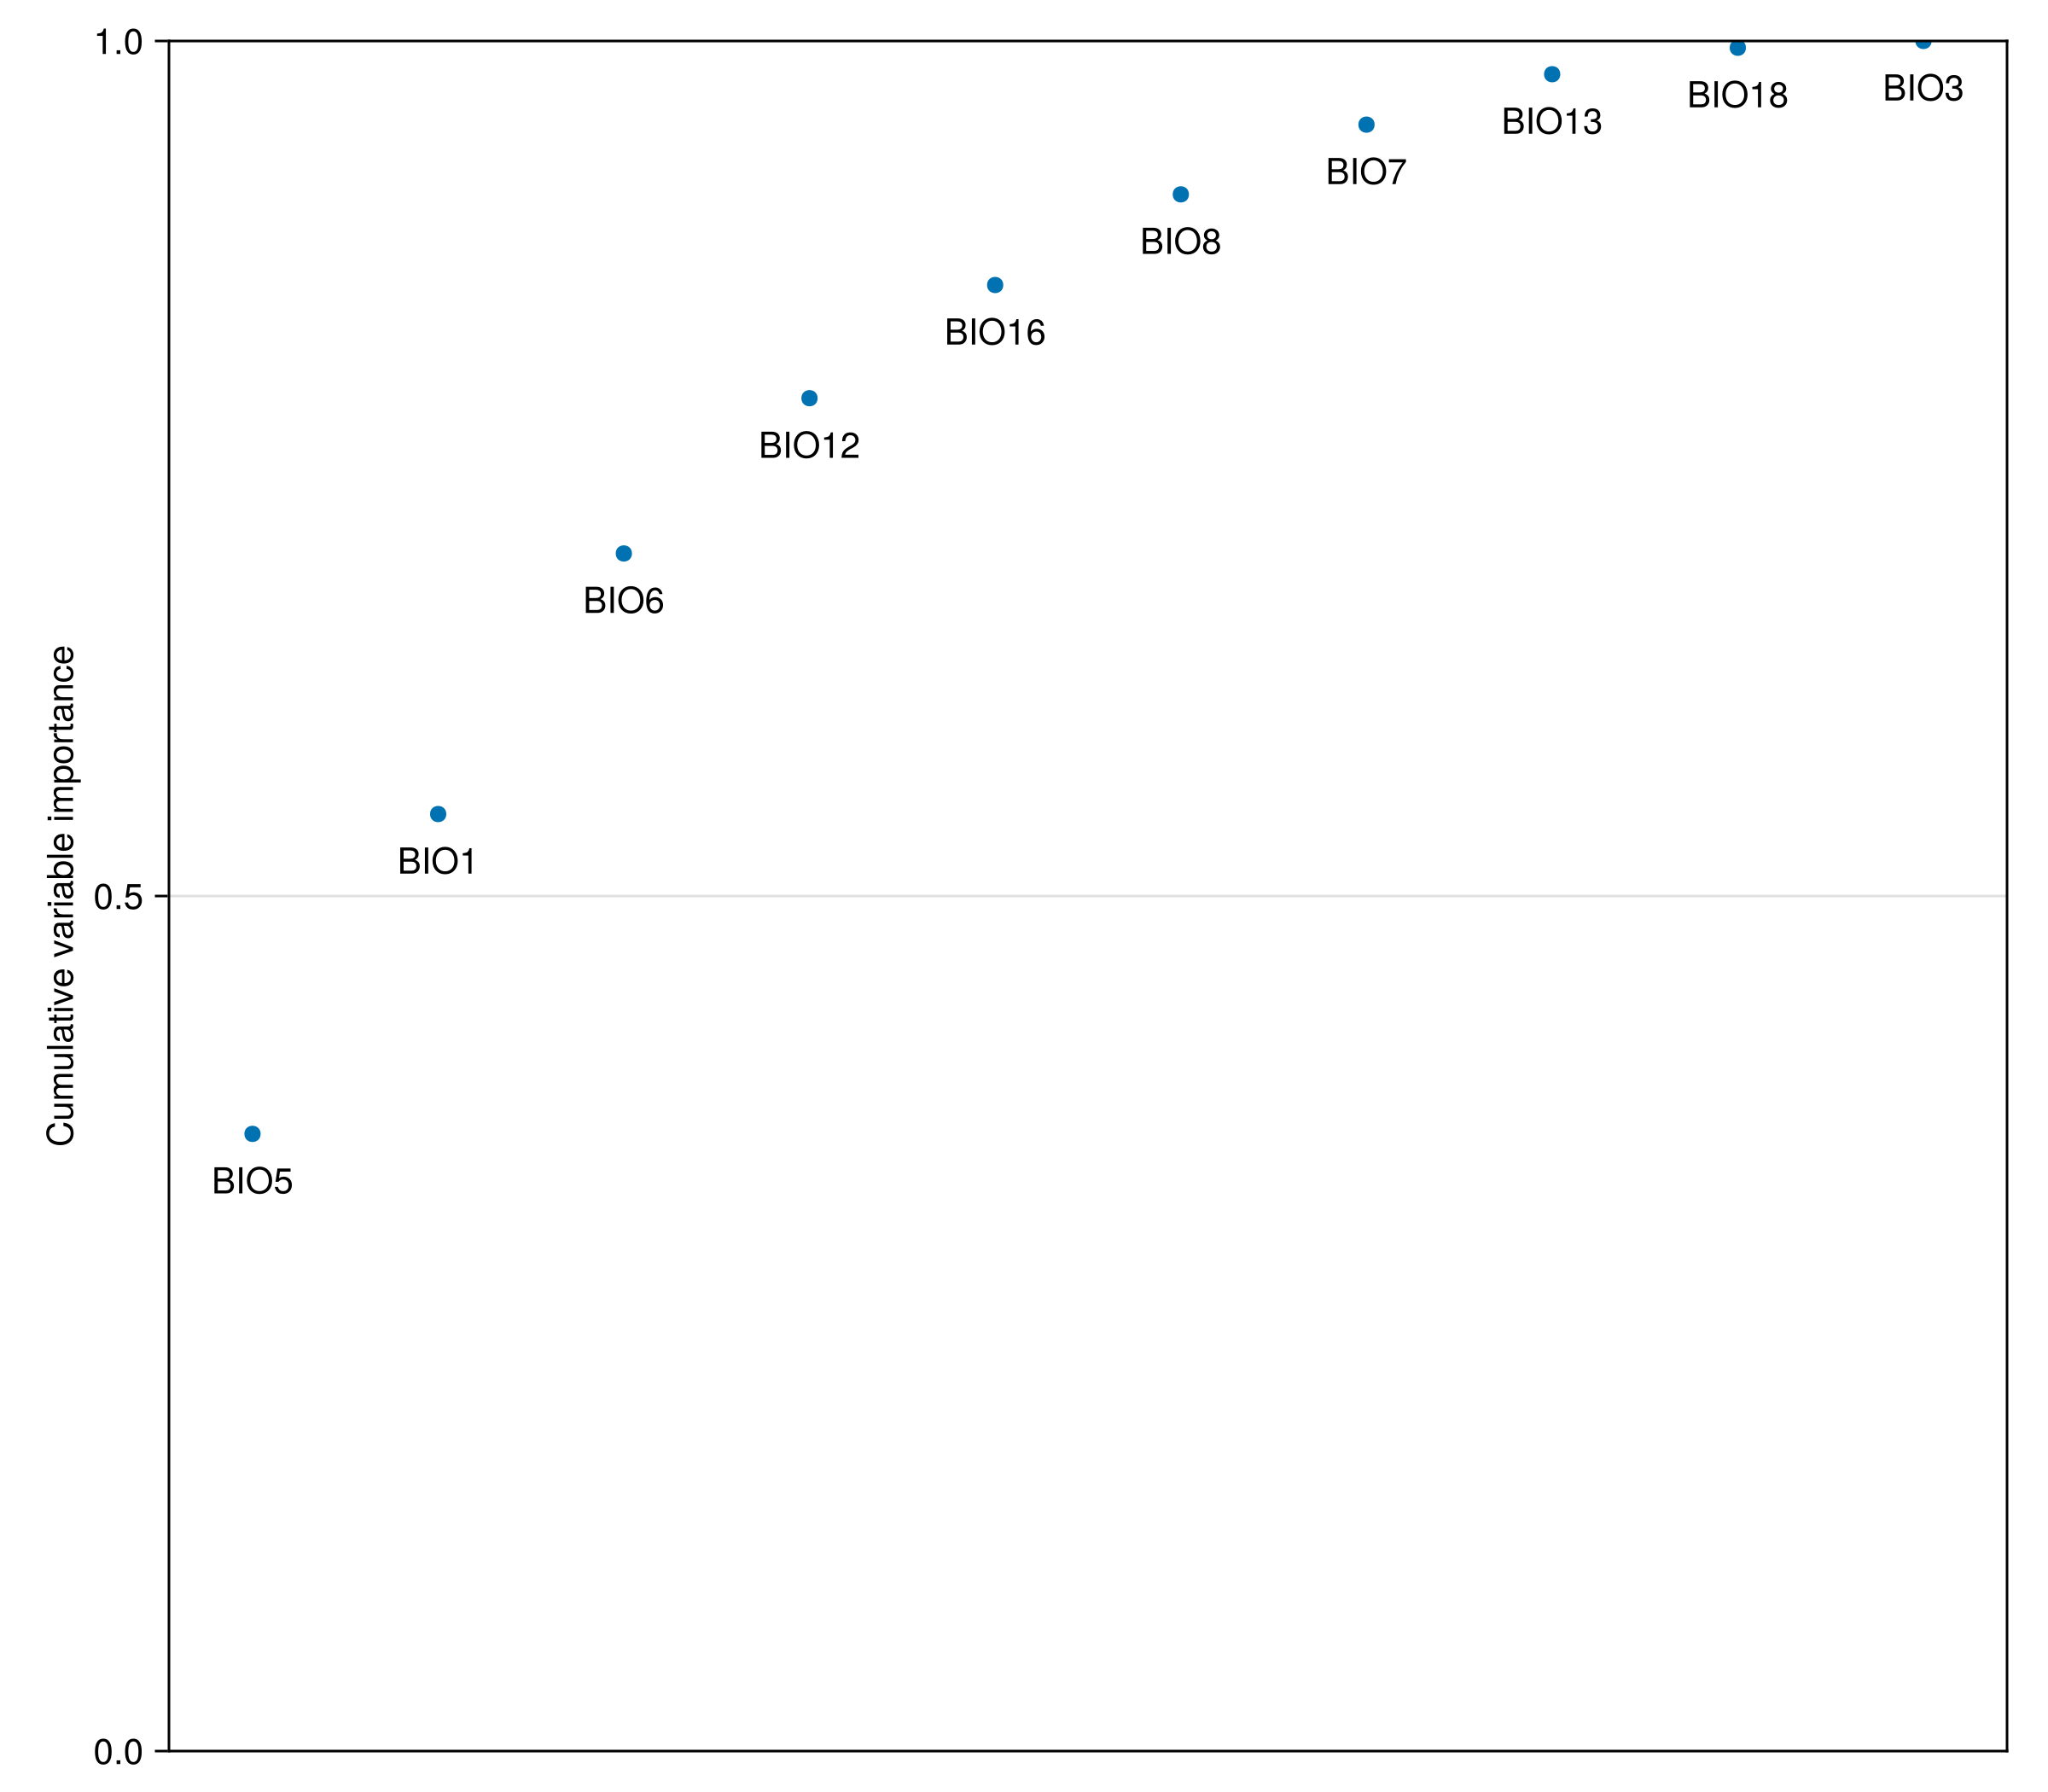 1.0
BIO3
BIO18
BIO13
BIO7
BIO8
BIO16
BIO12
BIO6
Cumulative variable importance
BIO1
0.5
BIO5
0.0